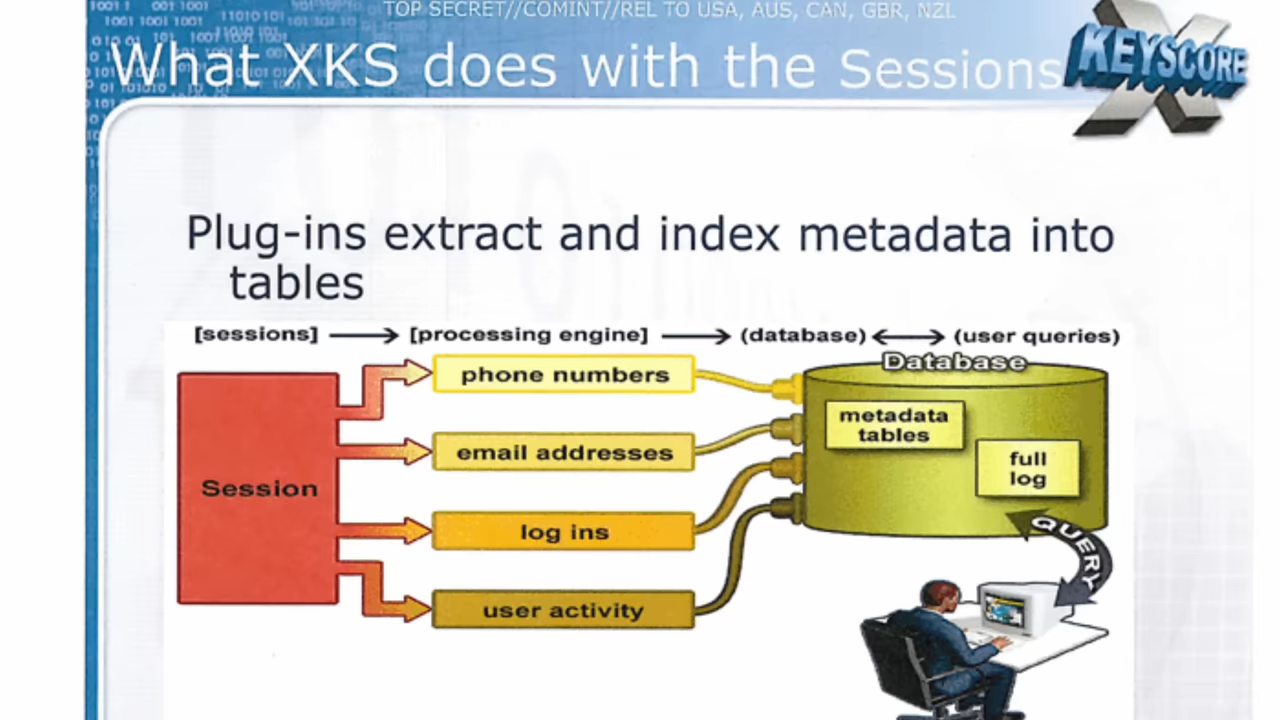 TOP SECRET//COMINT//REL TO USA, AUS, CAN, GBR, NZL
What XKS does with the Sessions
X
KEYSCORE
Plug-ins extract and index metadata into
tables
[sessions] → [processing engine] → (database) ↔ (user queries)
Database
Session
phone numbers
email addresses
log ins
user activity
metadata
tables
full
log
QUERY